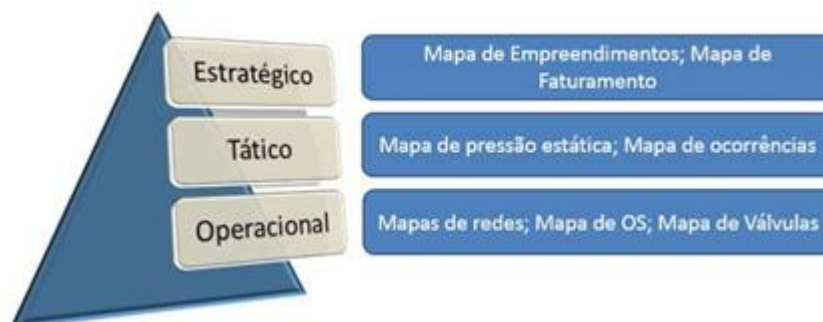 Estratégico
Mapa de Empreendimentos; Mapa de
Faturamento
Tático
Mapa de pressão estática; Mapa de ocorrências
Operacional
Mapas de redes; Mapa de OS; Mapa de Válvulas